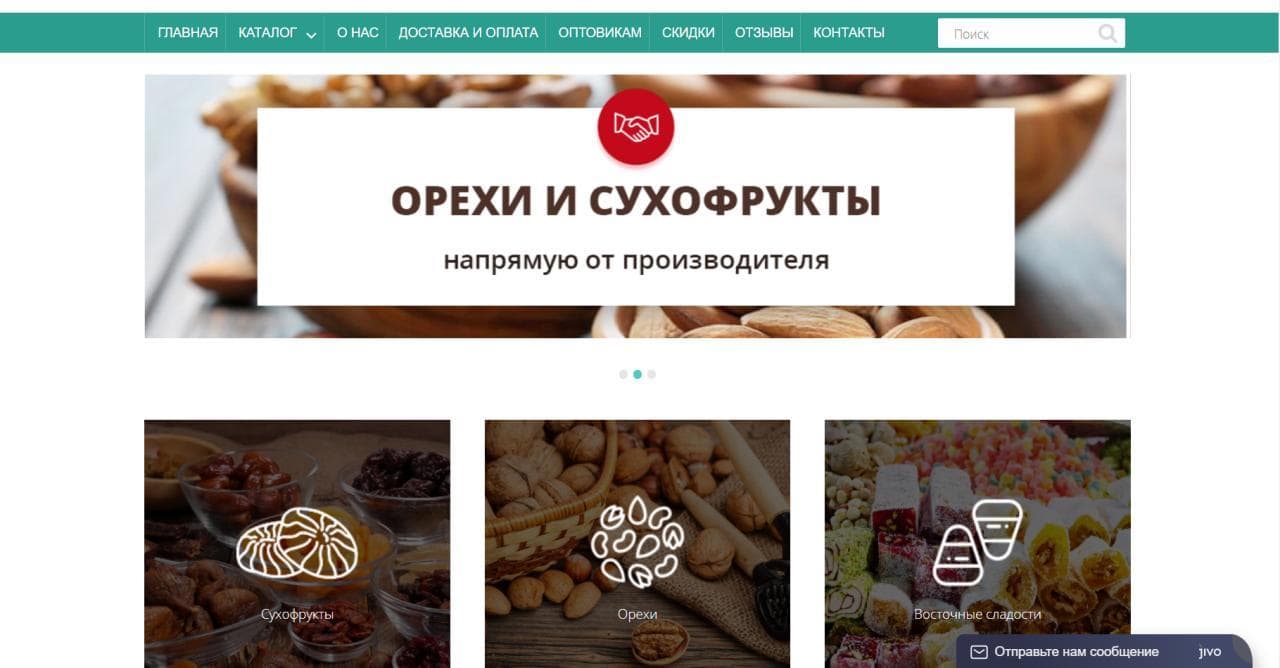 ГЛАВНАЯ КАТАЛОГ О НАС ДОСТАВКА И ОПЛАТА ОПТОВИКАМ СКИДКИ ОТЗЫВЫ КОНТАКТЫ Поиск
ОРЕХИ И СУХОФРУКТЫ
напрямую от производителя
Сухофрукты
Орехи
Восточные сладости
Отправьте нам сообщение jivo